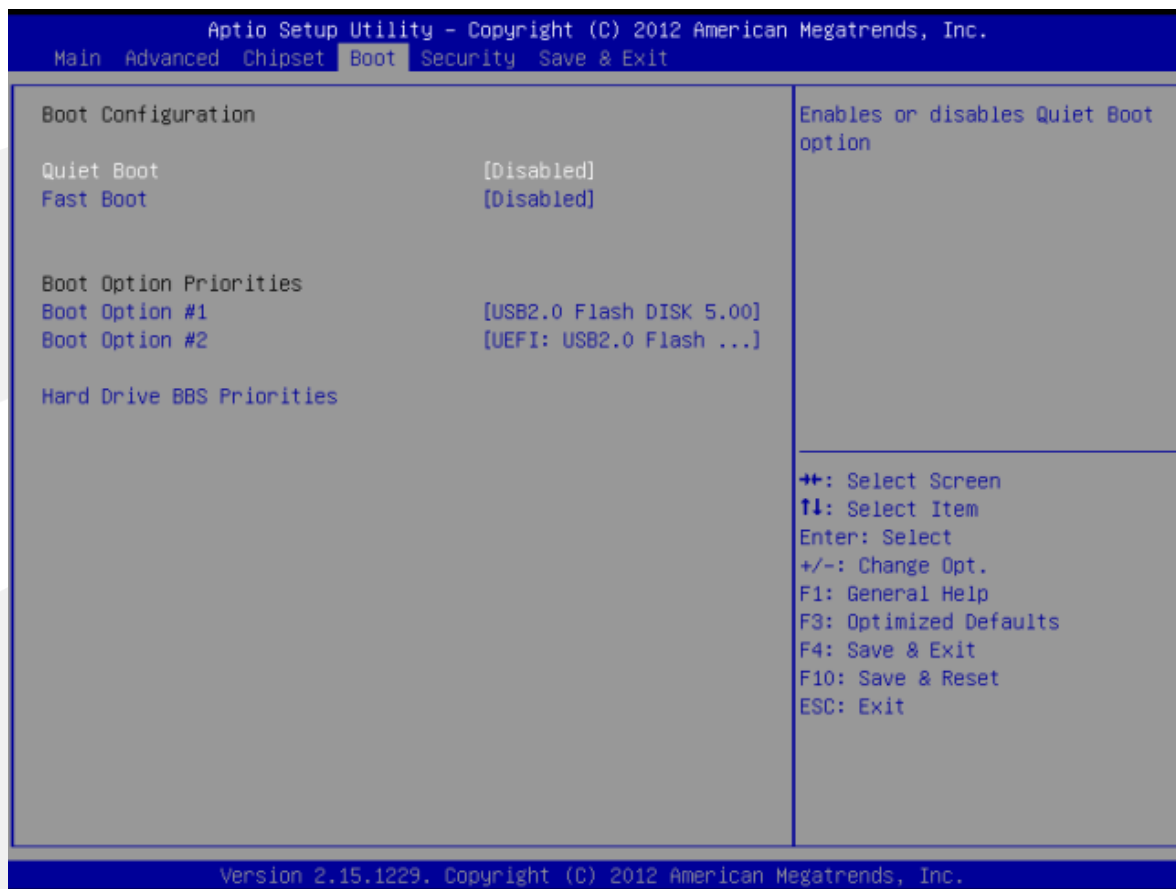 Aptio Setup Utility – Copyright (C) 2012 American Megatrends, Inc.
Main Advanced Chipset Boot Security Save & Exit
Boot Configuration
Quiet Boot [Disabled]
Fast Boot [Disabled]
Boot Option Priorities
Boot Option #1 [USB2.0 Flash DISK 5.00]
Boot Option #2 [UEFI: USB2.0 Flash ...]
Hard Drive BBS Priorities
Enables or disables Quiet Boot
option
→←: Select Screen
↑↓: Select Item
Enter: Select
+/-: Change Opt.
F1: General Help
F3: Optimized Defaults
F4: Save & Exit
F10: Save & Reset
ESC: Exit
Version 2.15.1229. Copyright (C) 2012 American Megatrends, Inc.